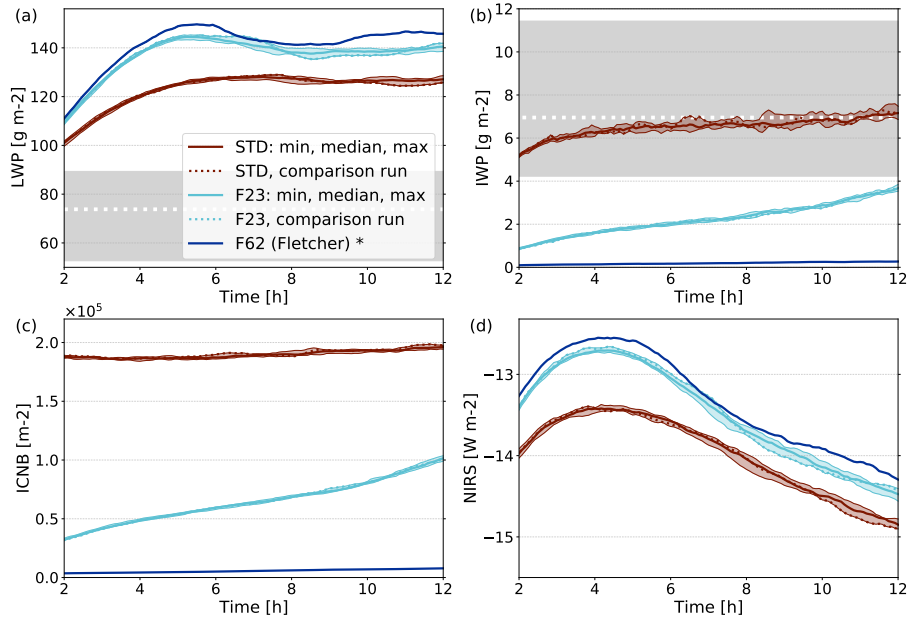 (a)
LWP [g m-2]
140
120
100
80
60
2
4
6
8
10
12
Time [h]
STD: min, median, max
STD, comparison run
F23: min, median, max
F23, comparison run
F62 (Fletcher) *
(b)
IWP [g m-2]
12
10
8
6
4
2
0
2
4
6
8
10
12
Time [h]
(c)
×10⁵
ICNB [m-2]
2.0
1.5
1.0
0.5
0.0
2
4
6
8
10
12
Time [h]
(d)
NIRS [W m-2]
−13
−14
−15
2
4
6
8
10
12
Time [h]